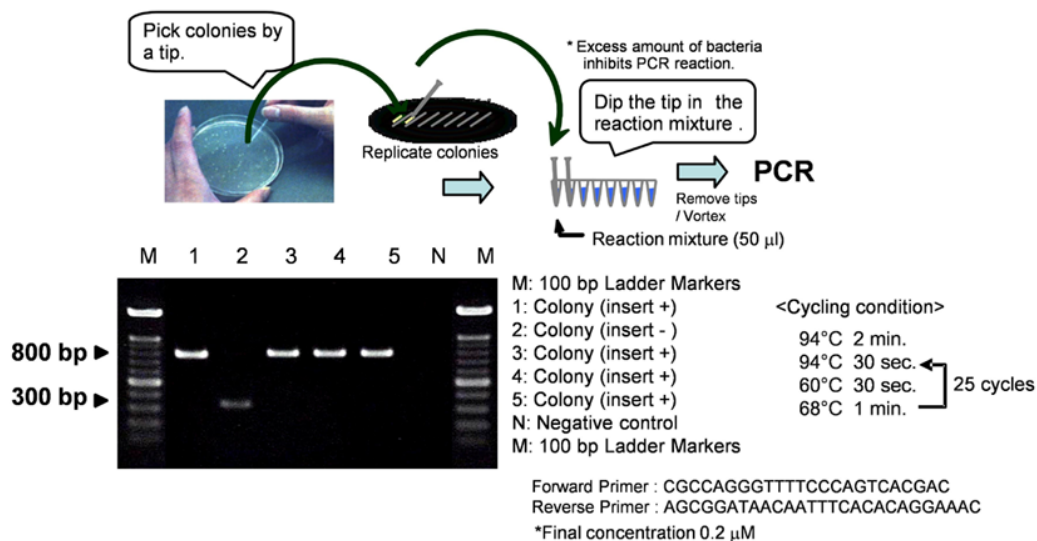 Pick colonies by
a tip.
* Excess amount of bacteria
inhibits PCR reaction.
Dip the tip in the
reaction mixture .
Replicate colonies
PCR
Remove tips
/ Vortex
Reaction mixture (50 µl)
M 1 2 3 4 5 N M
800 bp
300 bp
M: 100 bp Ladder Markers
1: Colony (insert +)
2: Colony (insert - )
3: Colony (insert +)
4: Colony (insert +)
5: Colony (insert +)
N: Negative control
M: 100 bp Ladder Markers
<Cycling condition>
94°C 2 min.
94°C 30 sec.
60°C 30 sec.
68°C 1 min.
25 cycles
Forward Primer : CGCCAGGGTTTTCCCAGTCACGAC
Reverse Primer : AGCGGATAACAATTTCACACAGGAAAC
*Final concentration 0.2 µM